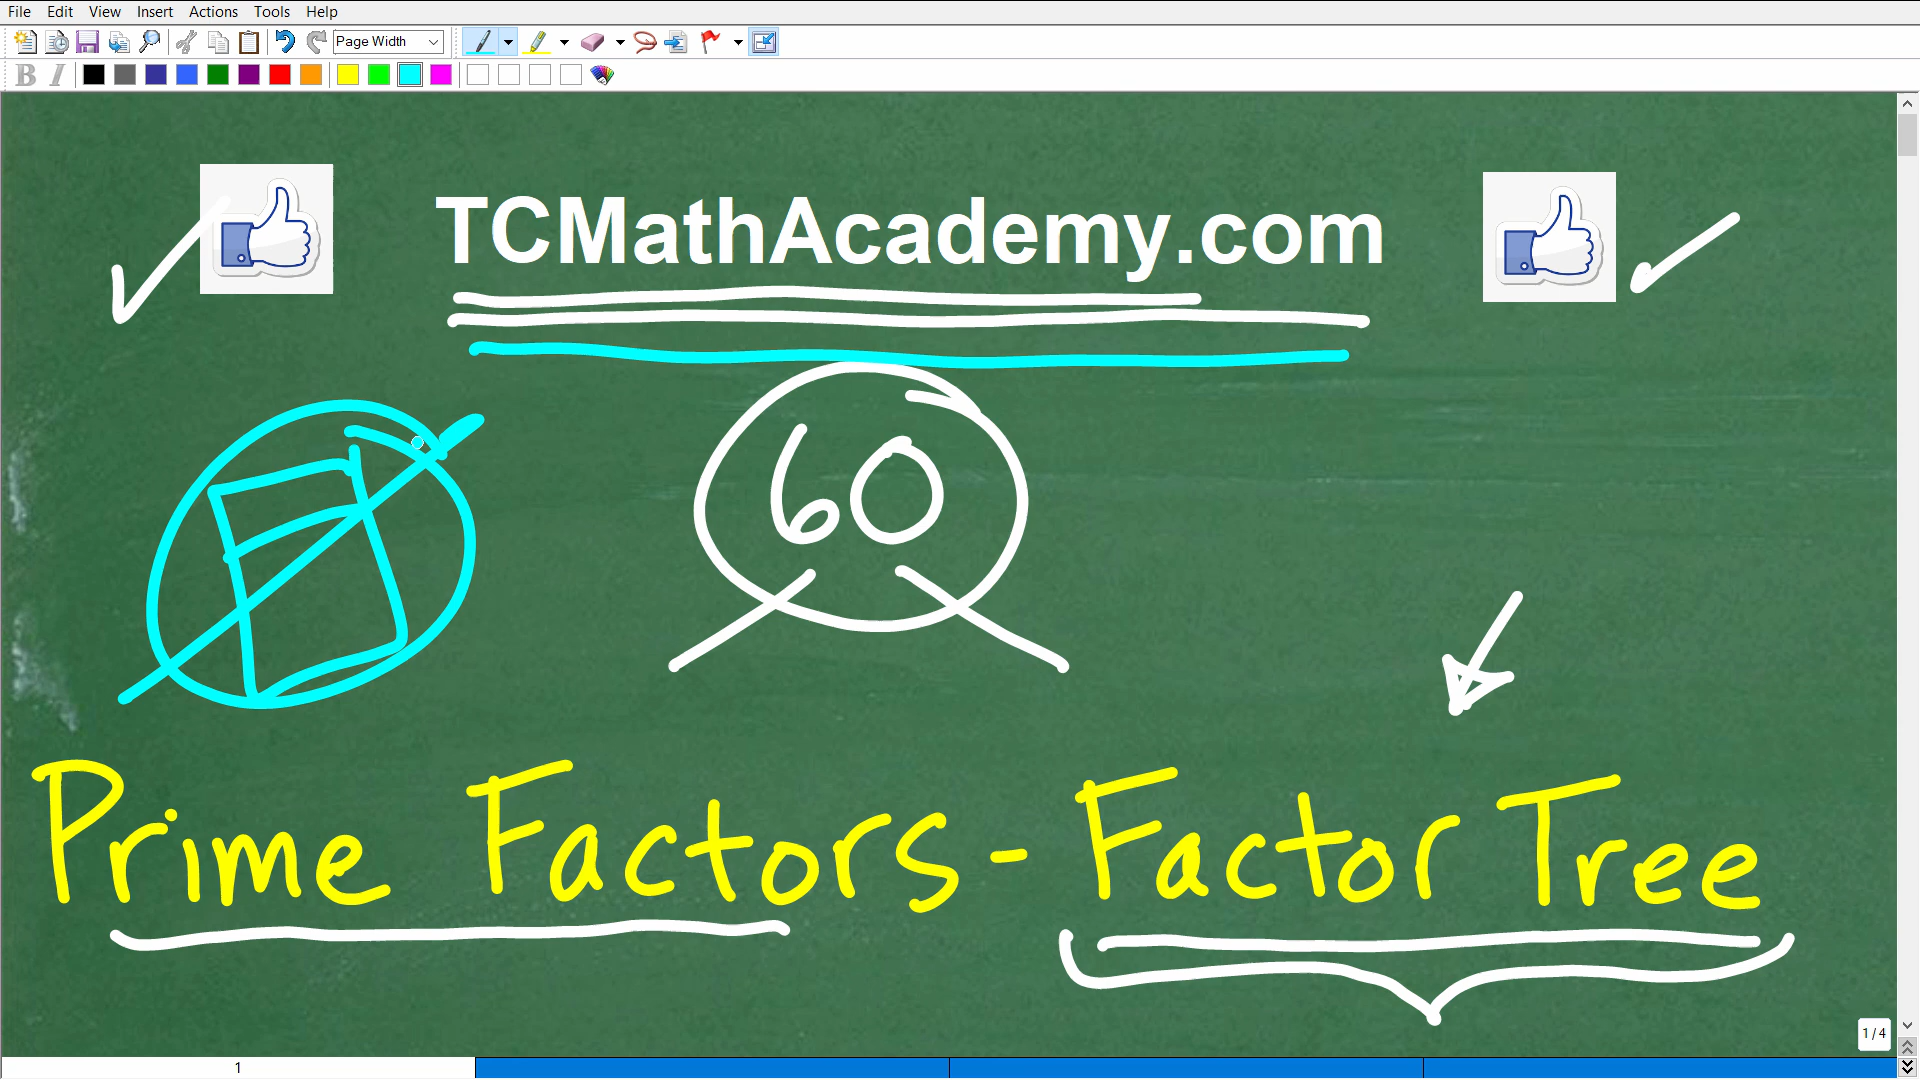 File Edit View Insert Actions Tools Help
Page Width
B I
TCMathAcademy.com
60
Prime Factors - Factor Tree
1 / 4
1